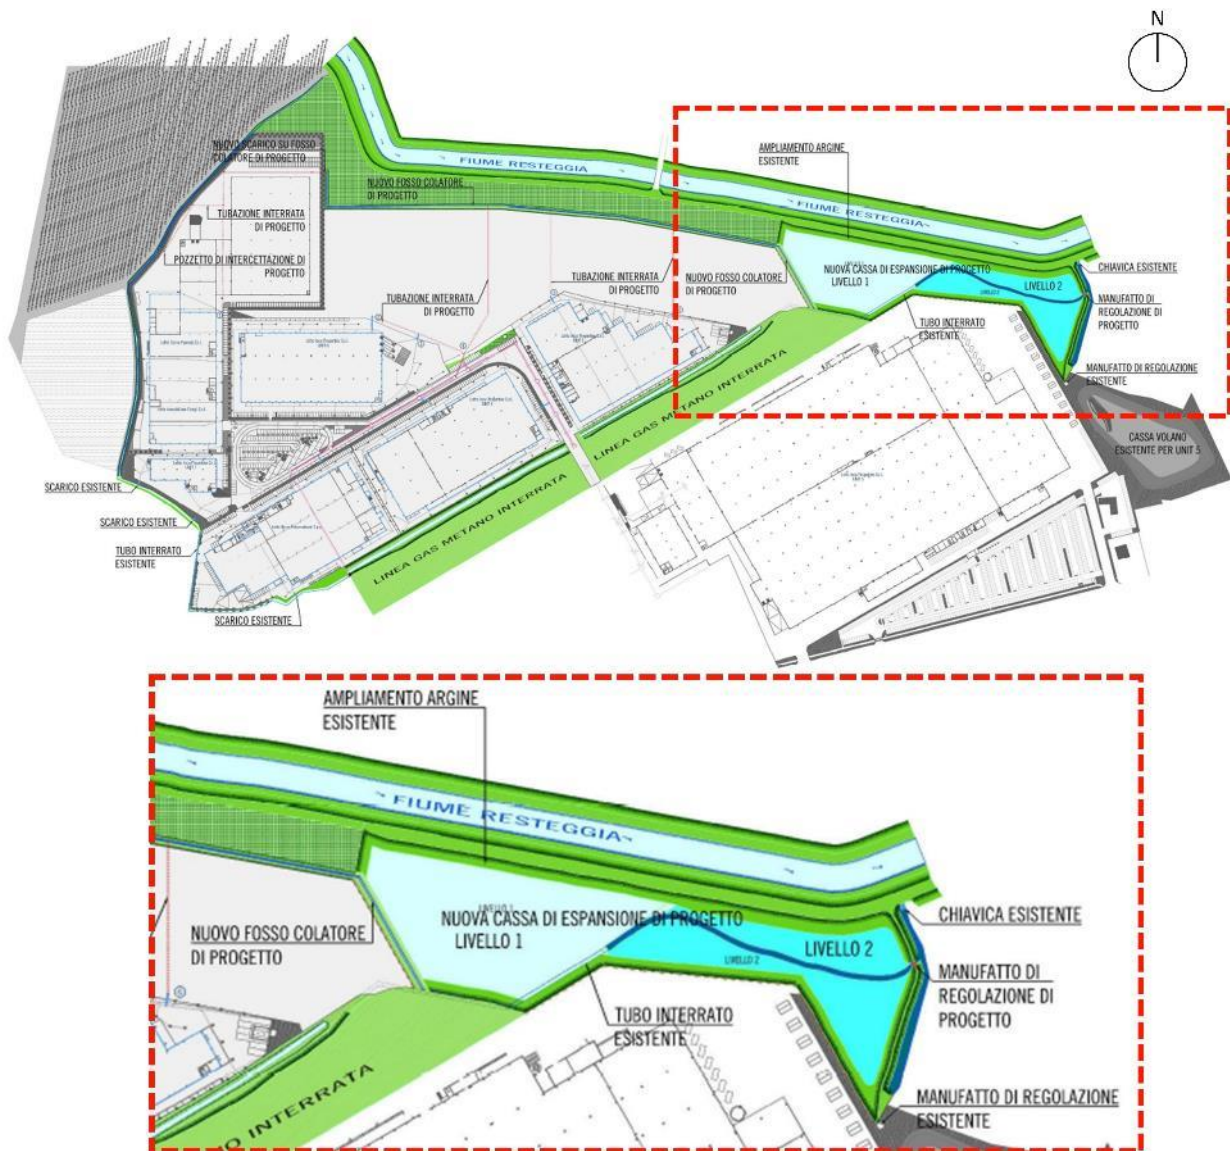 N
NUOVO SCARICO SU FOSSO
COLATORE DI PROGETTO
FIUME RESTEGGIA
AMPLIAMENTO ARGINE
ESISTENTE
NUOVO FOSSO COLATORE
DI PROGETTO
FIUME RESTEGGIA
TUBAZIONE INTERRATA
DI PROGETTO
POZZETTO DI INTERCETTAZIONE DI
PROGETTO
TUBAZIONE INTERRATA
DI PROGETTO
TUBAZIONE INTERRATA
DI PROGETTO
NUOVO FOSSO COLATORE
DI PROGETTO
NUOVA CASSA DI ESPANSIONE DI PROGETTO
LIVELLO 1
LIVELLO 2
LIVELLO 2
CHIAVICA ESISTENTE
MANUFATTO DI
REGOLAZIONE DI
PROGETTO
TUBO INTERRATO
ESISTENTE
MANUFATTO DI REGOLAZIONE
ESISTENTE
LINEA GAS METANO INTERRATA
LINEA GAS METANO INTERRATA
CASSA VOLANO
ESISTENTE PER UNIT 5
SCARICO ESISTENTE
SCARICO ESISTENTE
TUBO INTERRATO
ESISTENTE
SCARICO ESISTENTE
AMPLIAMENTO ARGINE
ESISTENTE
FIUME RESTEGGIA
LIVELLO 1
NUOVA CASSA DI ESPANSIONE DI PROGETTO
LIVELLO 1
NUOVO FOSSO COLATORE
DI PROGETTO
LIVELLO 2
LIVELLO 2
CHIAVICA ESISTENTE
MANUFATTO DI
REGOLAZIONE DI
PROGETTO
TUBO INTERRATO
ESISTENTE
MANUFATTO DI REGOLAZIONE
ESISTENTE
NO INTERRATA